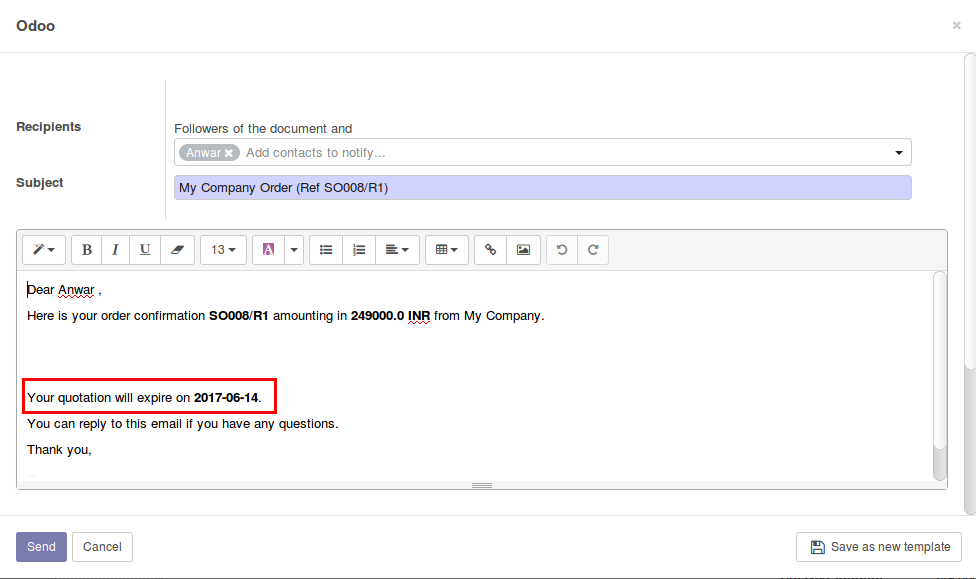 Odoo
×
Recipients
Followers of the document and
Anwar ✖ Add contacts to notify...
Subject
My Company Order (Ref SO008/R1)
B I U 13 A
Dear Anwar ,
Here is your order confirmation SO008/R1 amounting in 249000.0 INR from My Company.
Your quotation will expire on 2017-06-14.
You can reply to this email if you have any questions.
Thank you,
Send Cancel Save as new template